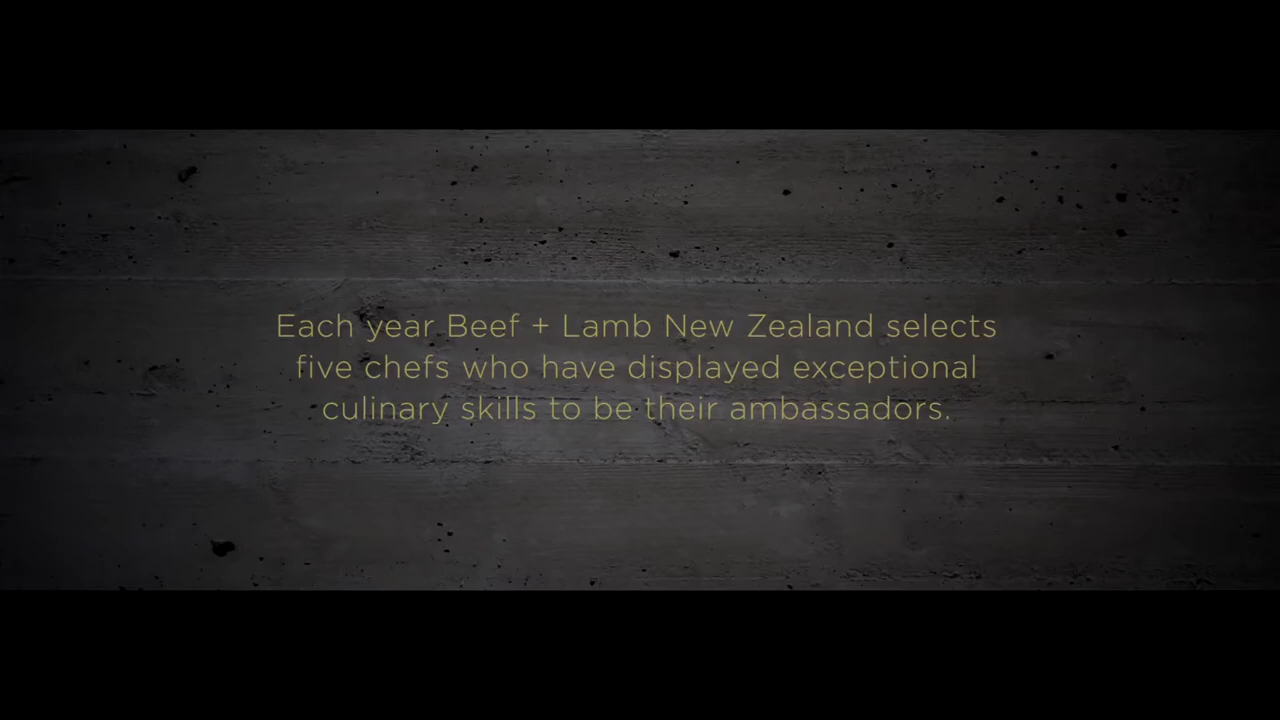 Each year Beef + Lamb New Zealand selects
five chefs who have displayed exceptional
culinary skills to be their ambassadors.